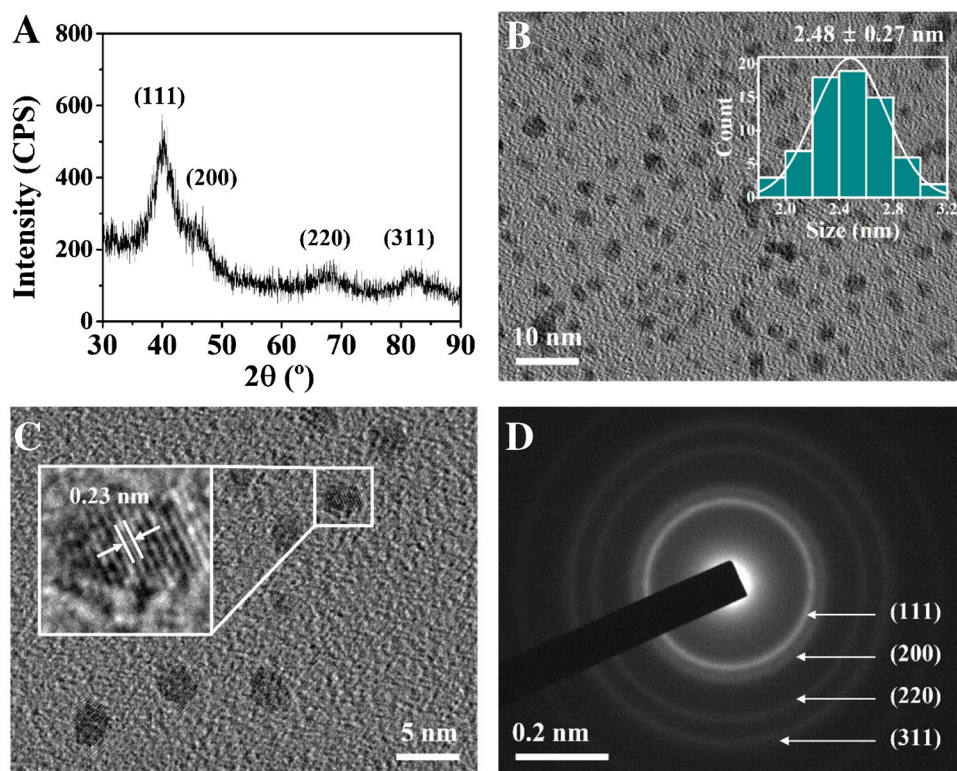 A
800
600
400
200
0
Intensity (CPS)
(111)
(200)
(220)
(311)
30 40 50 60 70 80 90
2θ (º)
B
2.48 ± 0.27 nm
20
15
10
5
0
Count
2.0 2.4 2.8 3.2
Size (nm)
10 nm
C
0.23 nm
5 nm
D
(111)
(200)
(220)
(311)
0.2 nm